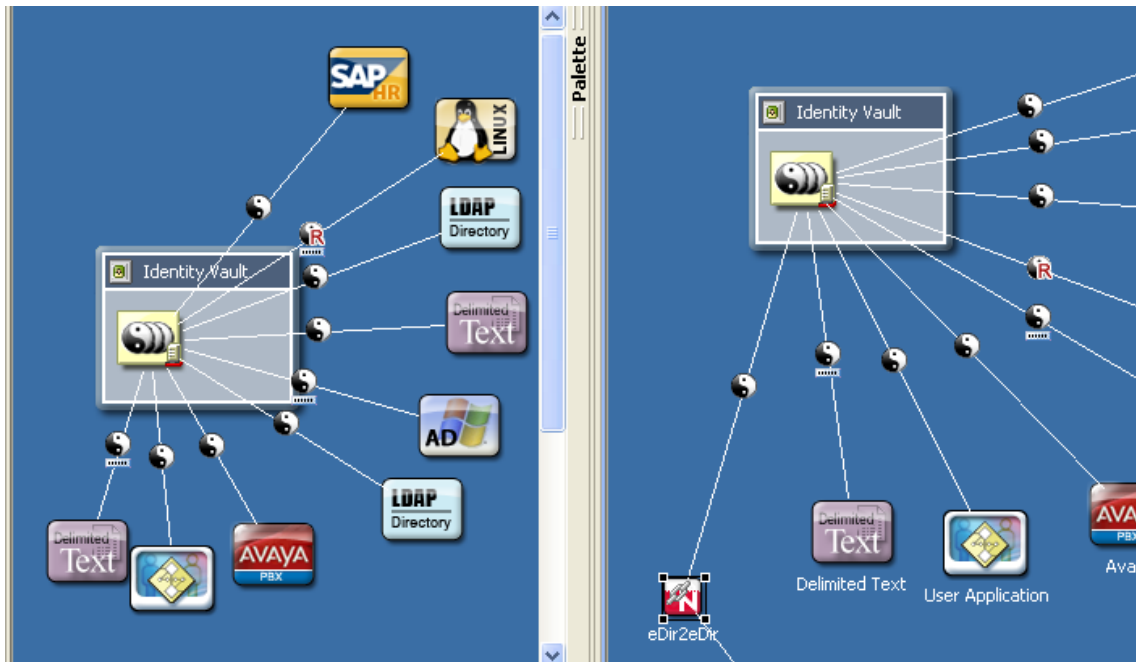 SAP
HR
LINUX
LDAP
Directory
Identity Vault
Delimited
Text
AD
LDAP
Directory
Delimited
Text
AVAYA
PBX
Palette
Identity Vault
R
R
Delimited
Text
Delimited Text
User Application
AVA
PBX
Ava
N
eDir2eDir